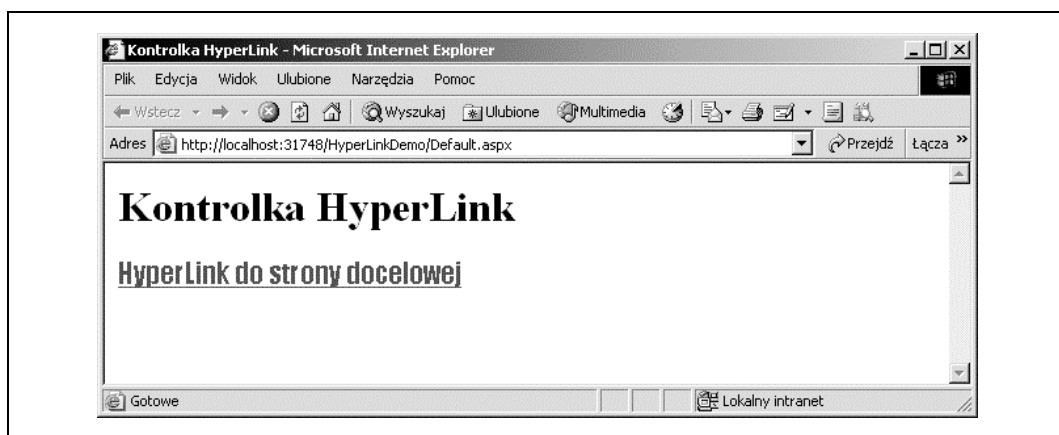 Kontrolka HyperLink - Microsoft Internet Explorer
Plik Edycja Widok Ulubione Narzędzia Pomoc
Wstecz Wyszukaj Ulubione Multimedia
Adres http://localhost:31748/HyperLinkDemo/Default.aspx Przejdź Łącza »
Kontrolka HyperLink
HyperLink do strony docelowej
Gotowe Lokalny intranet